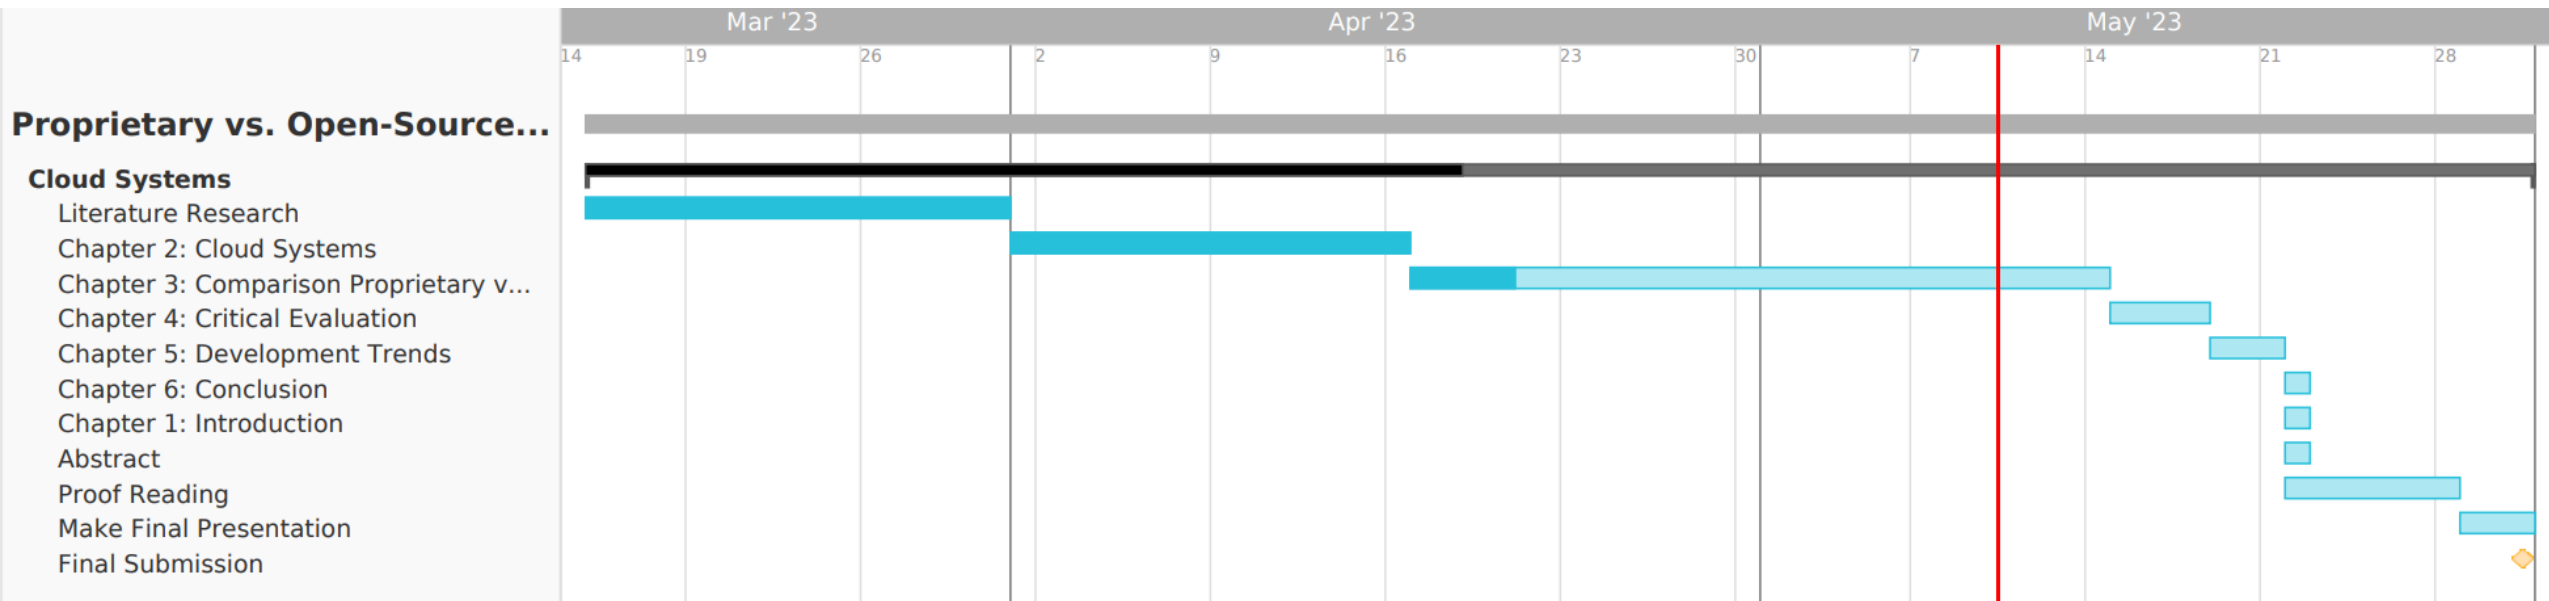 Mar '23 Apr '23 May '23
14 19 26 2 9 16 23 30 7 14 21 28
Proprietary vs. Open-Source...
Cloud Systems
Literature Research
Chapter 2: Cloud Systems
Chapter 3: Comparison Proprietary v...
Chapter 4: Critical Evaluation
Chapter 5: Development Trends
Chapter 6: Conclusion
Chapter 1: Introduction
Abstract
Proof Reading
Make Final Presentation
Final Submission